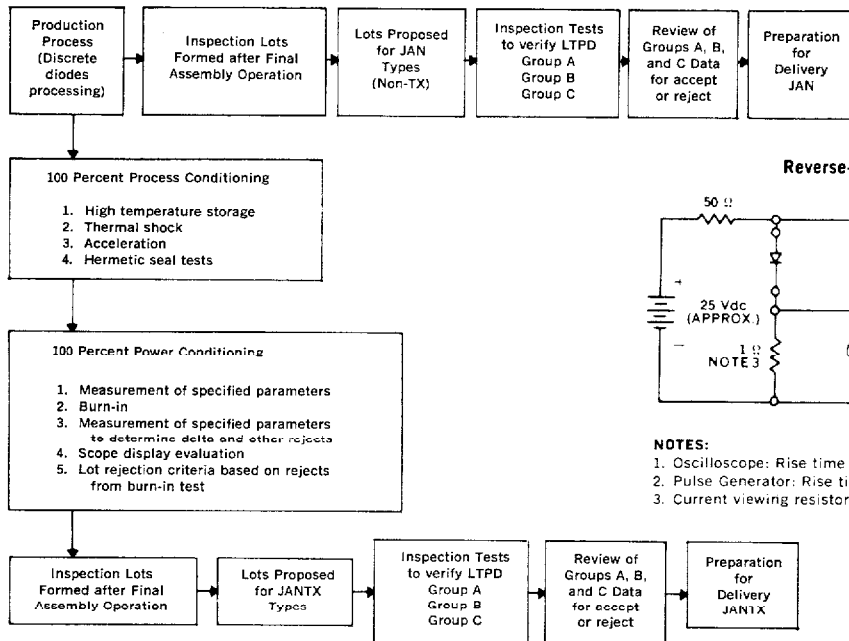 Production
Process
(Discrete
diodes
processing)
Inspection Lots
Formed after Final
Assembly Operation
Lots Proposed
for JAN
Types
(Non-TX)
Inspection Tests
to verify LTPD
Group A
Group B
Group C
Review of
Groups A, B,
and C Data
for accept
or reject
Preparation
for
Delivery
JAN
100 Percent Process Conditioning
1. High temperature storage
2. Thermal shock
3. Acceleration
4. Hermetic seal tests
100 Percent Power Conditioning
1. Measurement of specified parameters
2. Burn-in
3. Measurement of specified parameters
to determine delta and other rejects
4. Scope display evaluation
5. Lot rejection criteria based on rejects
from burn-in test
Inspection Lots
Formed after Final
Assembly Operation
Lots Proposed
for JANTX
Types
Inspection Tests
to verify LTPD
Group A
Group B
Group C
Review of
Groups A, B,
and C Data
for accept
or reject
Preparation
for
Delivery
JANTX
Reverse-
50 Ω
+
25 Vdc
(APPROX.)
−
1 Ω
NOTE 3
NOTES:
1. Oscilloscope: Rise time
2. Pulse Generator: Rise ti
3. Current viewing resistor